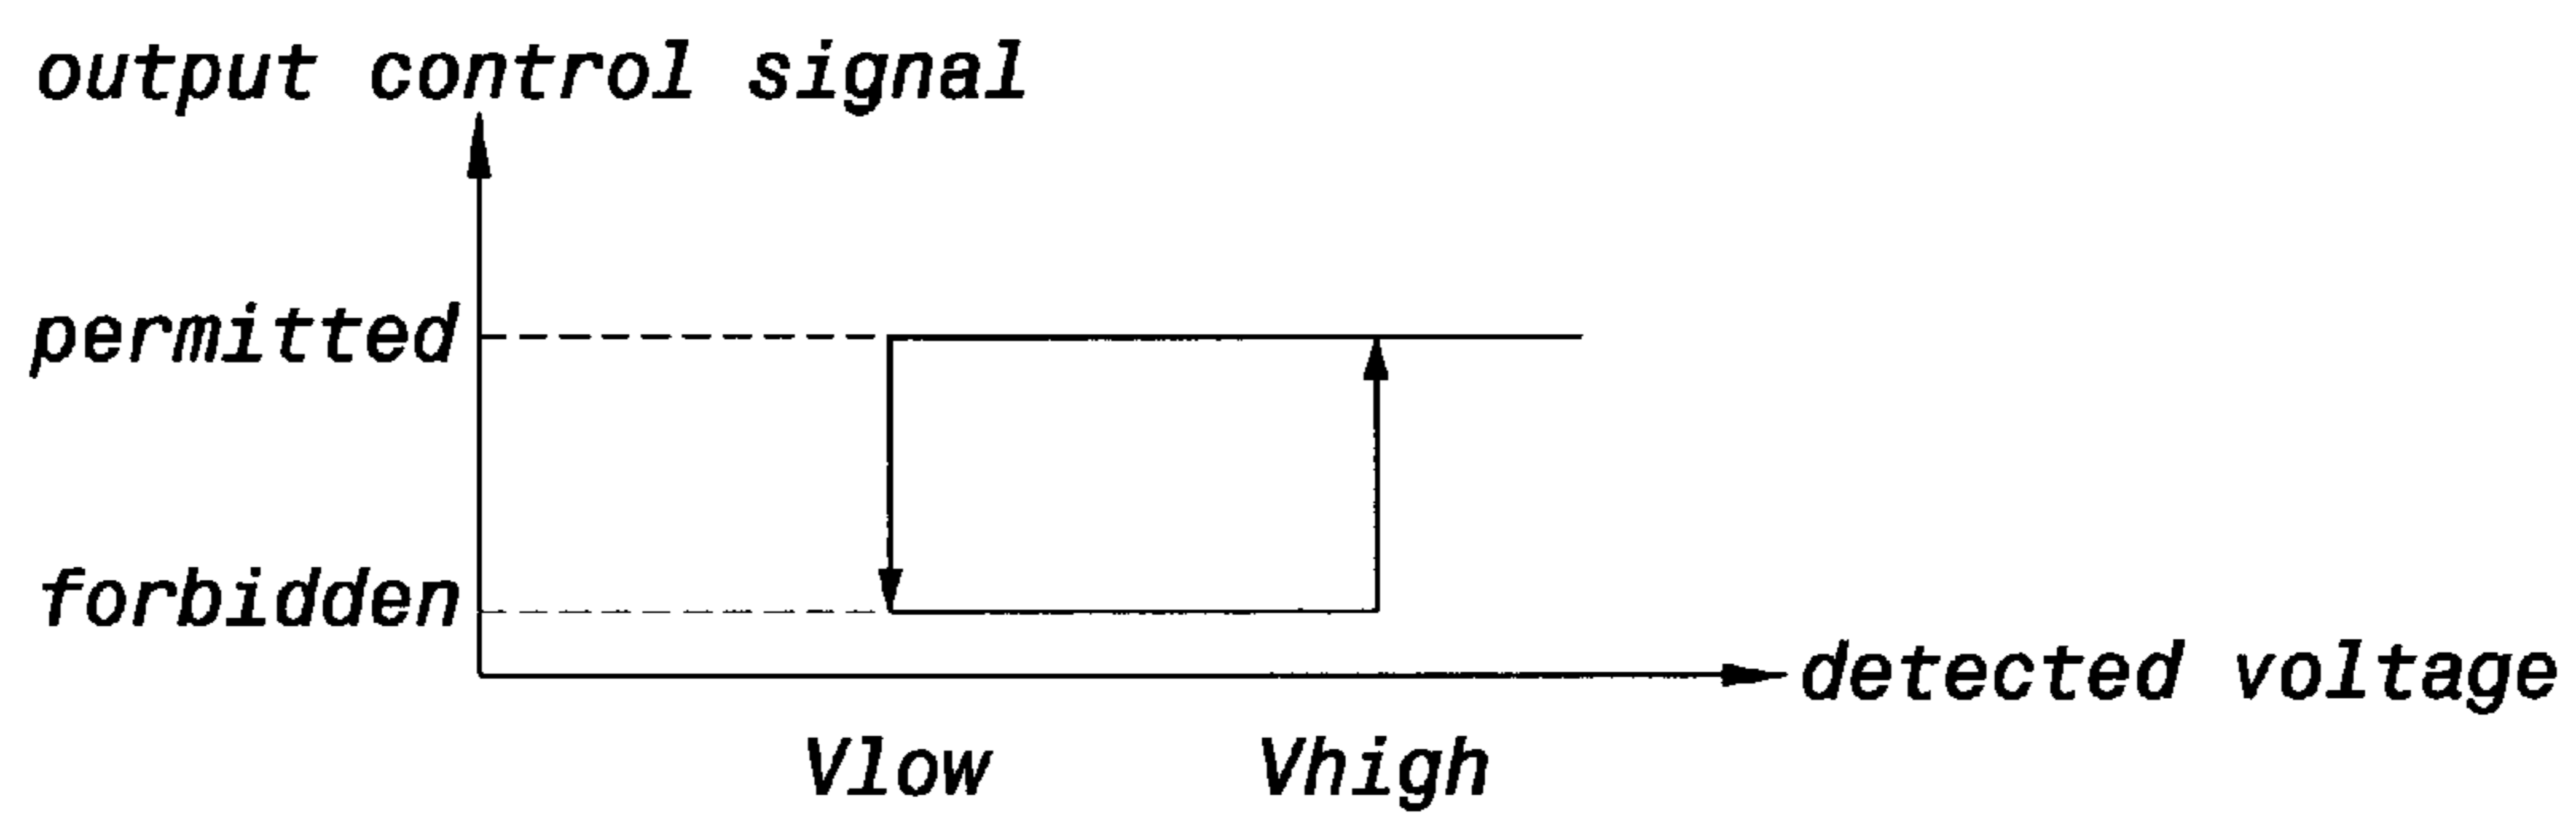 output control signal
permitted
forbidden
detected voltage
Vlow
Vhigh